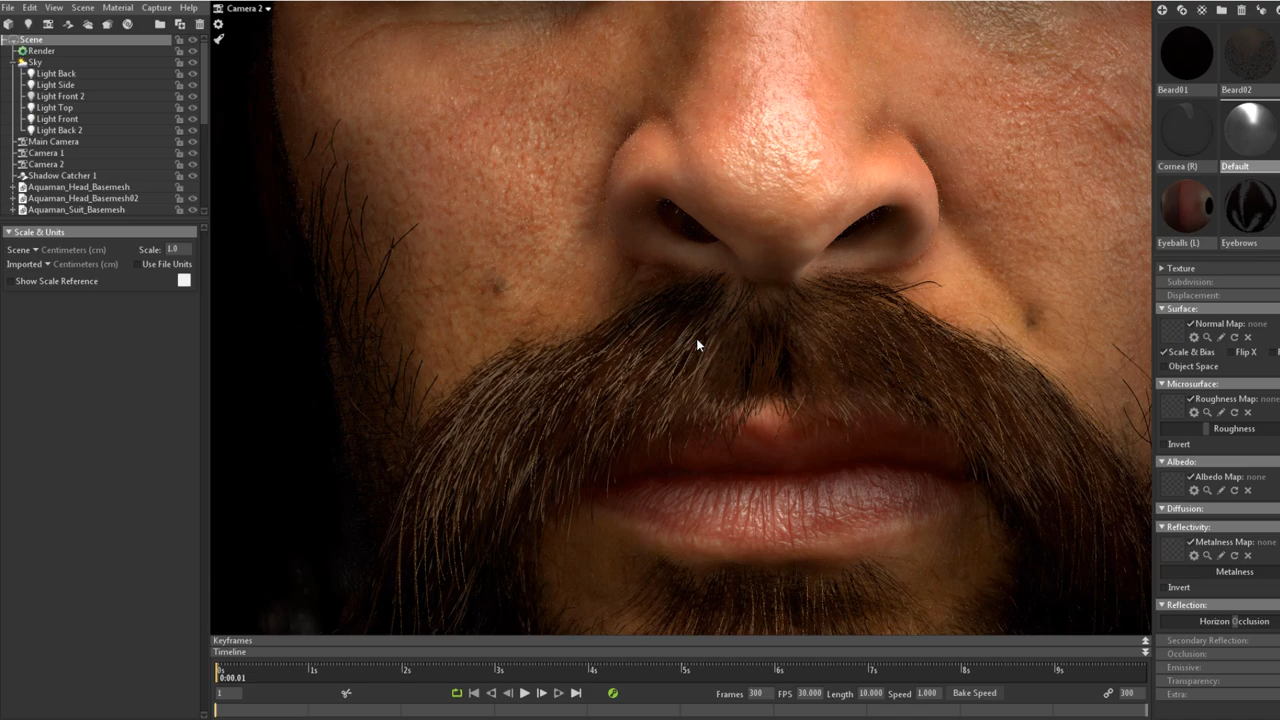 File Edit View Scene Material Capture Help
Camera 2
Scene
Render
Sky
Light Back
Light Side
Light Front 2
Light Top
Light Front
Light Back 2
Main Camera
Camera 1
Camera 2
Shadow Catcher 1
Aquaman_Head_Basemesh
Aquaman_Head_Basemesh02
Aquaman_Suit_Basemesh
Scale & Units
Scene Centimeters (cm) Scale: 1.0
Imported Centimeters (cm) Use File Units
Show Scale Reference
Beard01 Beard02
Cornea (R) Default
Eyeballs (L) Eyebrows
Texture
Subdivision:
Displacement:
Surface:
Normal Map: none
Scale & Bias Flip X
Object Space
Microsurface:
Roughness Map: none
Roughness
Invert
Albedo:
Albedo Map: none
Diffusion:
Reflectivity:
Metalness Map: none
Metalness
Invert
Reflection:
Horizon Occlusion
Secondary Reflection:
Occlusion:
Emissive:
Transparency:
Extra:
Keyframes
Timeline
0s 1s 2s 3s 4s 5s 6s 7s 8s 9s
0:00.01
1 Frames 300 FPS 30.000 Length 10.000 Speed 1.000 Bake Speed 300